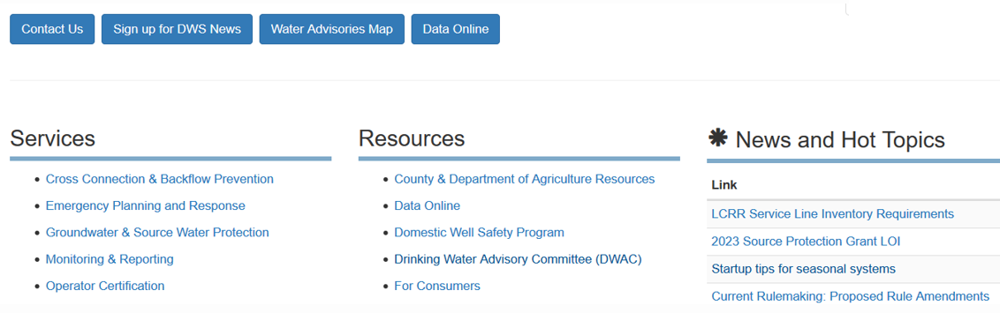 Contact Us
Sign up for DWS News
Water Advisories Map
Data Online
Services
Cross Connection & Backflow Prevention
Emergency Planning and Response
Groundwater & Source Water Protection
Monitoring & Reporting
Operator Certification
Resources
County & Department of Agriculture Resources
Data Online
Domestic Well Safety Program
Drinking Water Advisory Committee (DWAC)
For Consumers
News and Hot Topics
Link
LCRR Service Line Inventory Requirements
2023 Source Protection Grant LOI
Startup tips for seasonal systems
Current Rulemaking: Proposed Rule Amendments